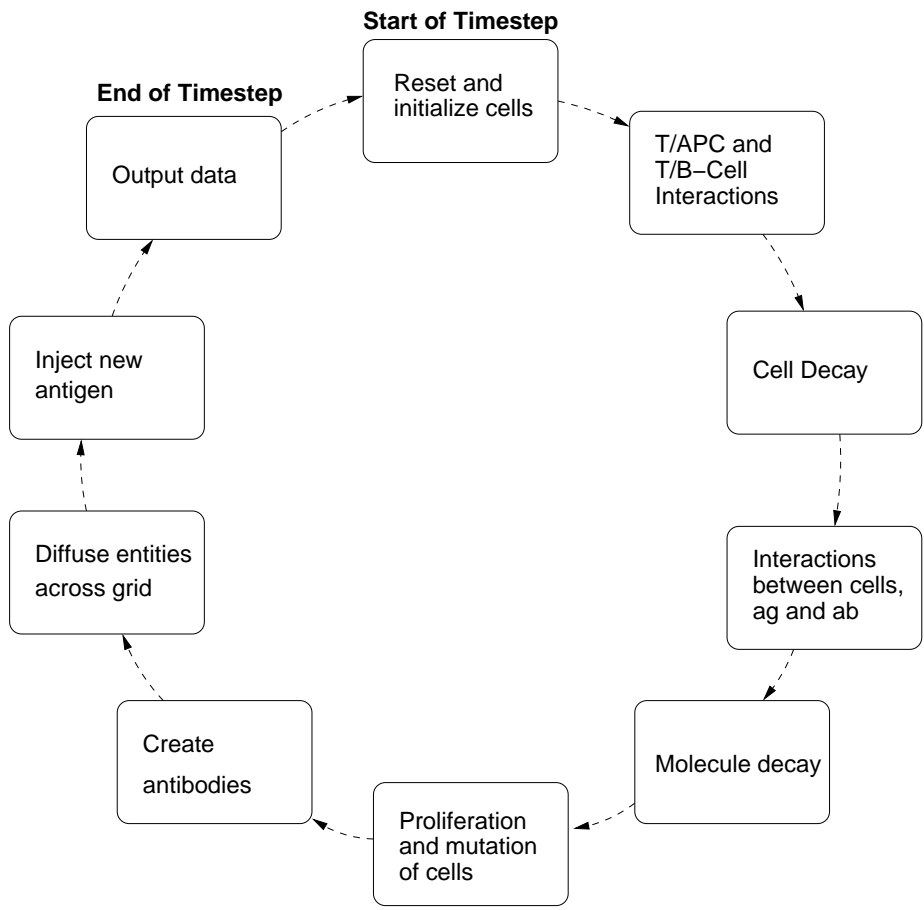 Start of Timestep
Reset and
initialize cells
T/APC and
T/B−Cell
Interactions
Cell Decay
Interactions
between cells,
ag and ab
Molecule decay
Proliferation
and mutation
of cells
Create
antibodies
Diffuse entities
across grid
Inject new
antigen
End of Timestep
Output data